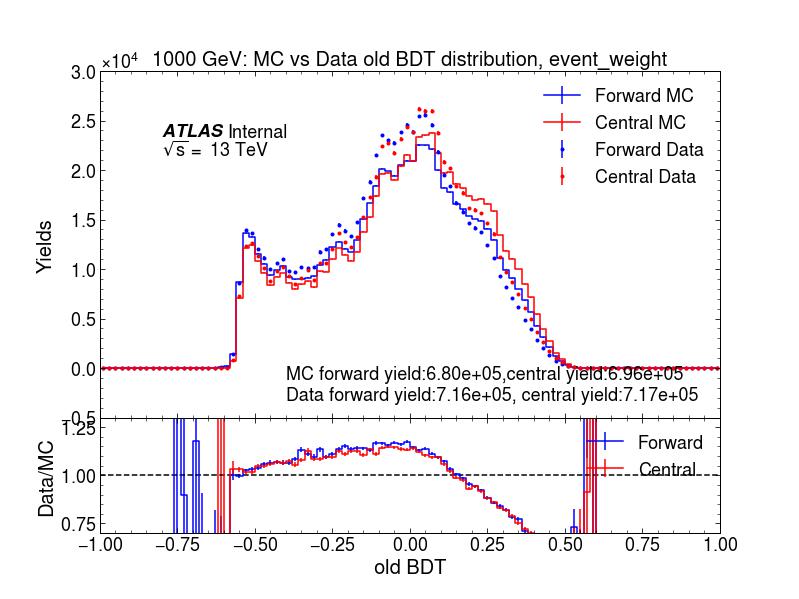 ×10⁴ 1000 GeV: MC vs Data old BDT distribution, event_weight
3.0
2.5
2.0
1.5
1.0
0.5
0.0
0.5
Yields
ATLAS Internal
√s = 13 TeV
Forward MC
Central MC
Forward Data
Central Data
MC forward yield:6.80e+05,central yield:6.96e+05
Data forward yield:7.16e+05, central yield:7.17e+05
1.25
1.00
0.75
Data/MC
Forward
Central
−1.00 −0.75 −0.50 −0.25 0.00 0.25 0.50 0.75 1.00
old BDT